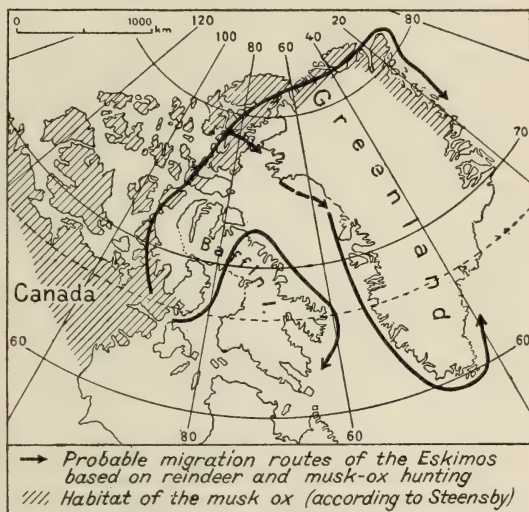 0 1000 120 20 80
km 100 80 60 40
Greenland
70
Baffin I.
Canada
60 60
80 60
Probable migration routes of the Eskimos
based on reindeer and musk-ox hunting
Habitat of the musk ox (according to Steensby)